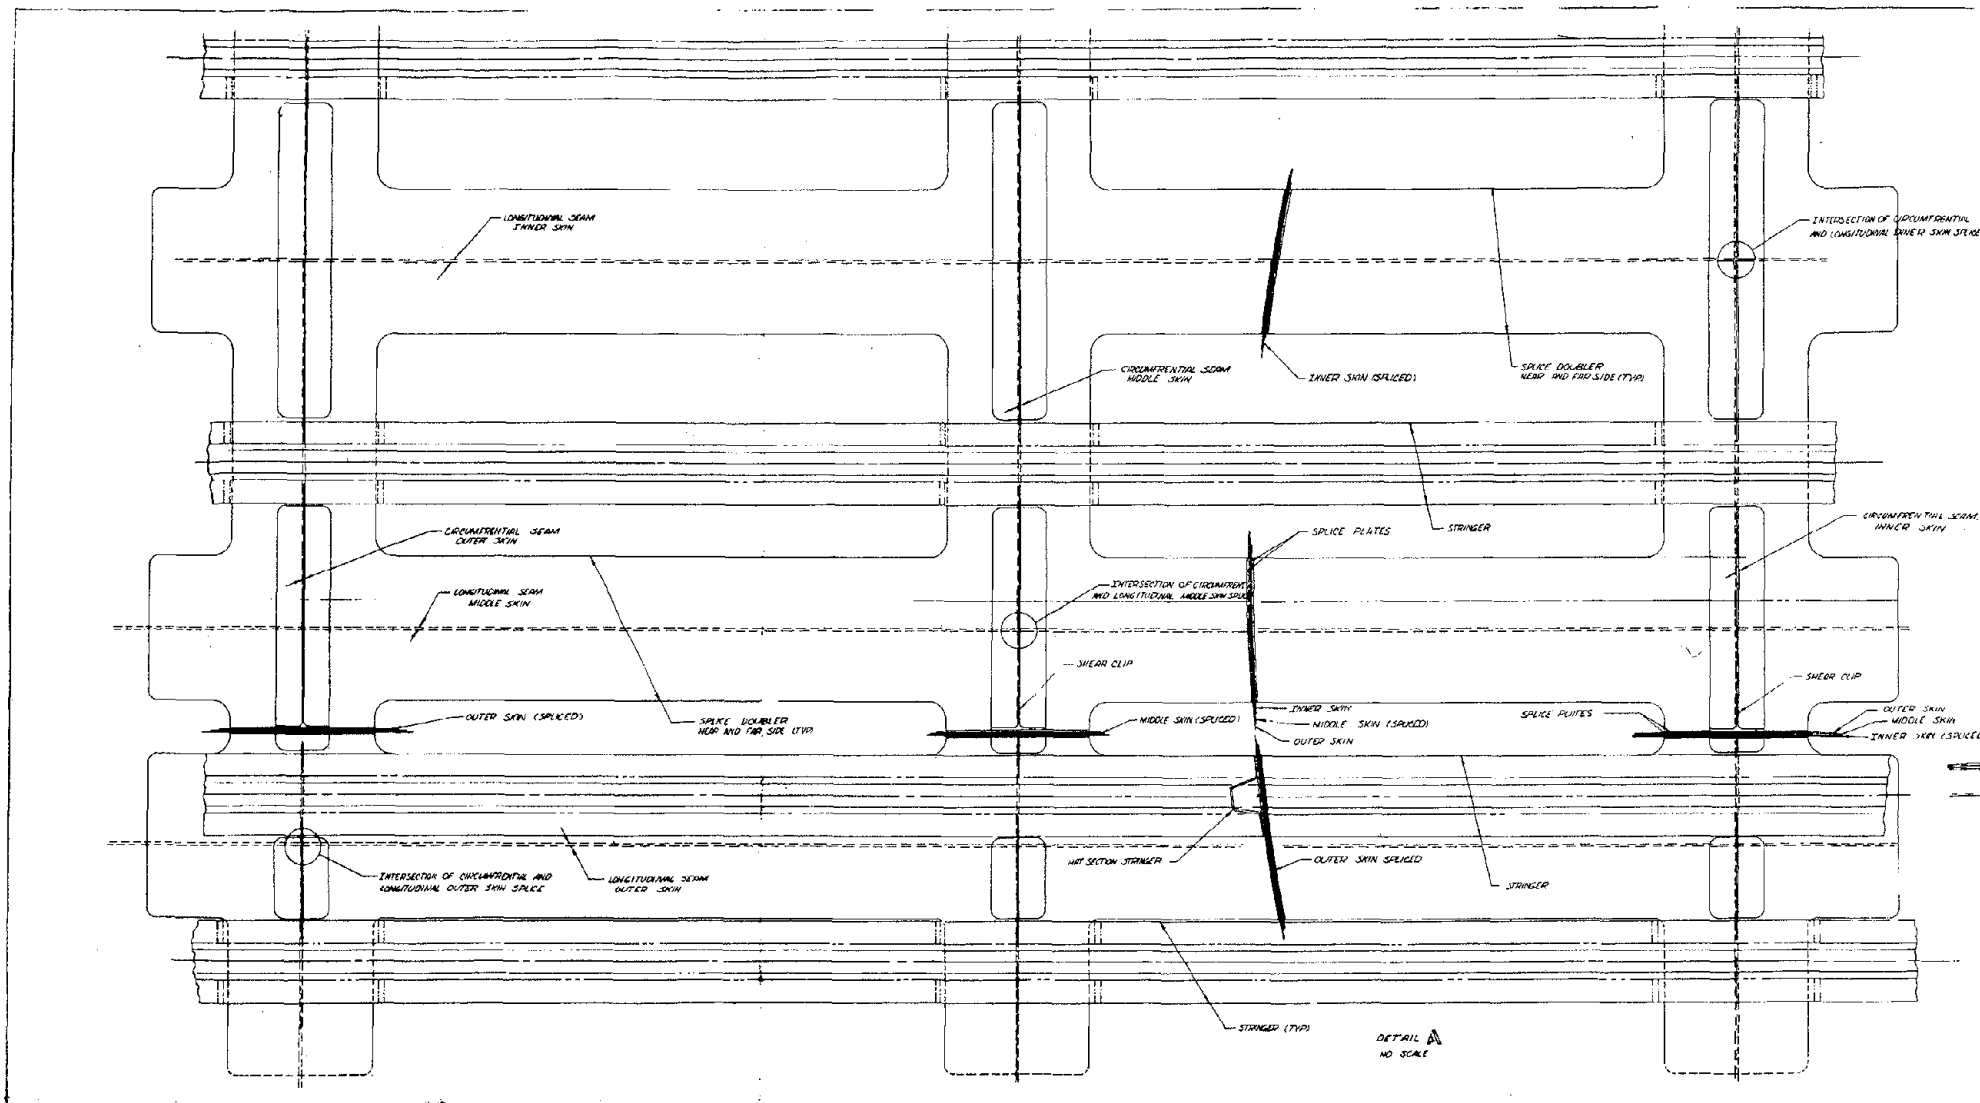 LONGITUDINAL SEAM
INNER SKIN
INTERSECTION OF CIRCUMFRENTIAL
AND LONGITUDINAL INNER SKIN SPLICE
CIRCUMFRENTIAL SEAM
MIDDLE SKIN
INNER SKIN (SPLICED)
SPLICE DOUBLER
NEAR AND FAR SIDE (TYP)
CIRCUMFRENTIAL SEAM
OUTER SKIN
SPLICE PLATES
STRINGER
CIRCUMFRENTIAL SEAM
INNER SKIN
LONGITUDINAL SEAM
MIDDLE SKIN
INTERSECTION OF CIRCUMFRENT
AND LONGITUDINAL MIDDLE SKIN SPLIC
SHEAR CLIP
SHEAR CLIP
OUTER SKIN (SPLICED)
SPLICE DOUBLER
NEAR AND FAR SIDE (TYP)
MIDDLE SKIN (SPLICED)
INNER SKIN
MIDDLE SKIN (SPLICED)
OUTER SKIN
SPLICE PLATES
OUTER SKIN
MIDDLE SKIN
INNER SKIN (SPLICED
INTERSECTION OF CIRCUMFRENTIAL AND
LONGITUDINAL OUTER SKIN SPLICE
LONGITUDINAL SEAM
OUTER SKIN
HAT SECTION STRINGER
OUTER SKIN SPLICED
STRINGER
STRINGER (TYP)
DETAIL A
NO SCALE